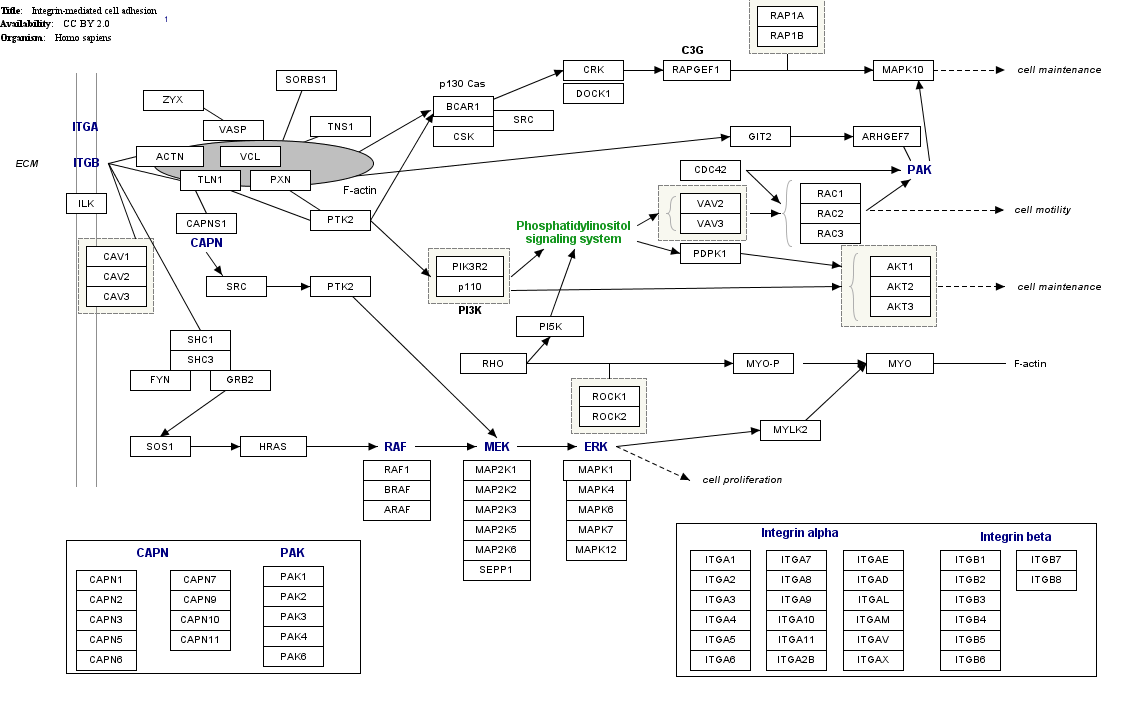 Title: Integrin-mediated cell adhesion
Availability: CC BY 2.0
Organism: Homo sapiens
1
RAP1A
RAP1B
C3G
CRK
RAPGEF1
MAPK10
cell maintenance
DOCK1
SORBS1
p130 Cas
ZYX
BCAR1
SRC
CSK
ITGA
VASP
TNS1
GIT2
ARHGEF7
ECM
ITGB
ACTN
VCL
TLN1
PXN
F-actin
CDC42
PAK
ILK
CAPNS1
PTK2
VAV2
VAV3
RAC1
RAC2
RAC3
cell motility
CAPN
Phosphatidylinositol
signaling system
PDPK1
CAV1
CAV2
CAV3
SRC
PTK2
PIK3R2
p110
PI3K
AKT1
AKT2
AKT3
cell maintenance
PI5K
SHC1
SHC3
FYN
GRB2
RHO
MYO-P
MYO
F-actin
ROCK1
ROCK2
MYLK2
SOS1
HRAS
RAF
MEK
ERK
cell proliferation
RAF1
BRAF
ARAF
MAP2K1
MAP2K2
MAP2K3
MAP2K5
MAP2K6
SEPP1
MAPK1
MAPK4
MAPK6
MAPK7
MAPK12
CAPN
PAK
CAPN1
CAPN2
CAPN3
CAPN5
CAPN6
CAPN7
CAPN9
CAPN10
CAPN11
PAK1
PAK2
PAK3
PAK4
PAK6
Integrin alpha
Integrin beta
ITGA1
ITGA2
ITGA3
ITGA4
ITGA5
ITGA6
ITGA7
ITGA8
ITGA9
ITGA10
ITGA11
ITGA2B
ITGAE
ITGAD
ITGAL
ITGAM
ITGAV
ITGAX
ITGB1
ITGB2
ITGB3
ITGB4
ITGB5
ITGB6
ITGB7
ITGB8